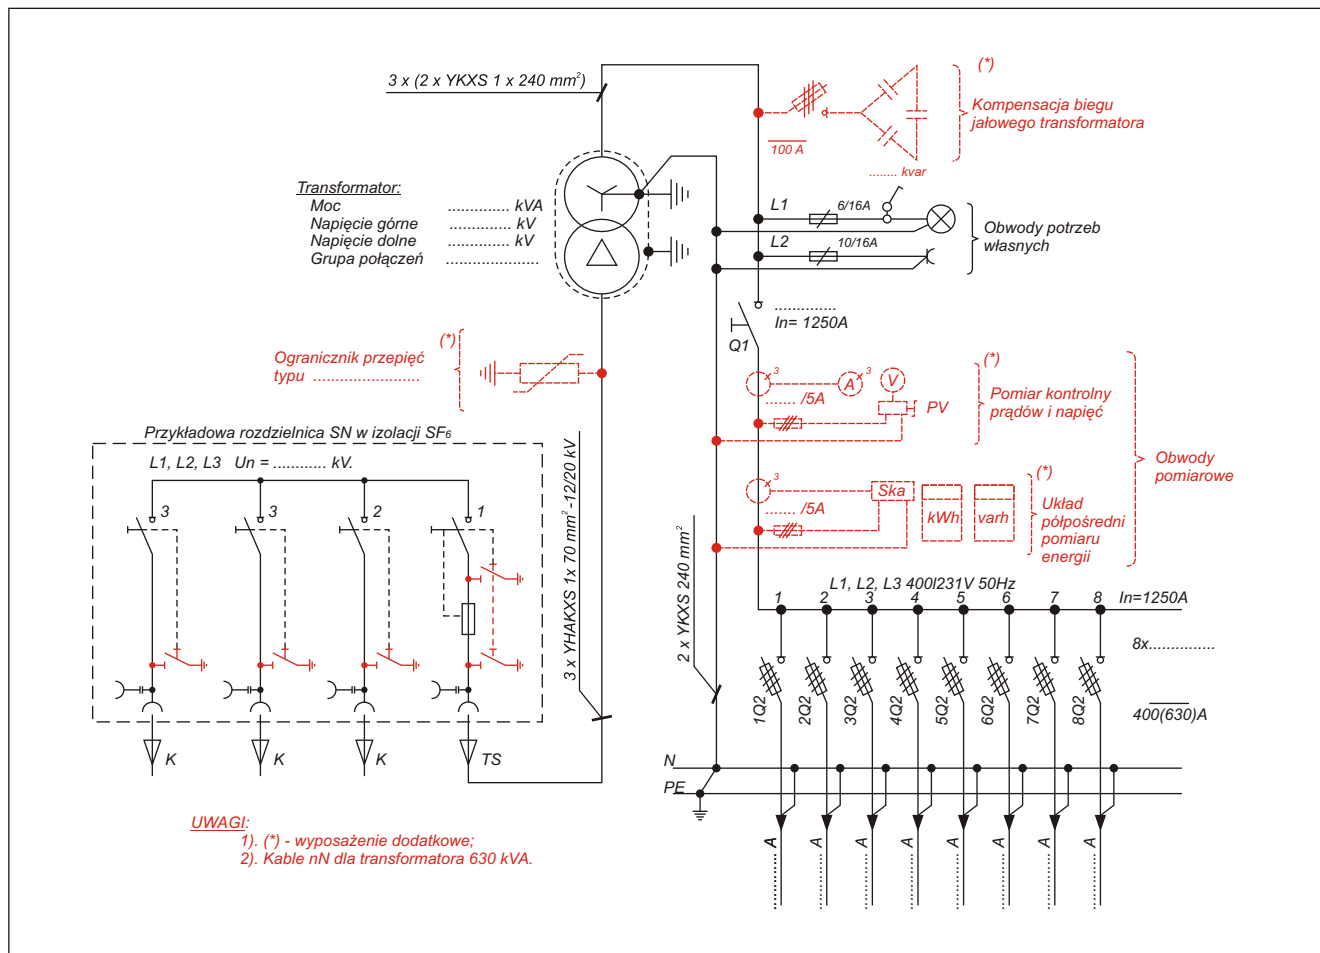 3 x (2 x YKXS 1 x 240 mm²)
(*)
Kompensacja biegu
jałowego transformatora
100 A
........ kvar
Transformator:
Moc ............. kVA
Napięcie górne ............. kV
Napięcie dolne ............. kV
Grupa połączeń ....................
L1
6/16A
L2
10/16A
Obwody potrzeb
własnych
..............
In= 1250A
Q1
(*)
Ogranicznik przepięć
typu .......................
x 3
A x 3
V
....... /5A
PV
(*)
Pomiar kontrolny
prądów i napięć
Obwody
pomiarowe
x 3
....... /5A
Ska
kWh
varh
(*)
Układ
półpośredni
pomiaru
energii
Przykładowa rozdzielnica SN w izolacji SF6
L1, L2, L3 Un = ............ kV.
3
3
2
1
3 x YHAKXS 1x 70 mm²-12/20 kV
2 x YKXS 240 mm²
L1, L2, L3 400/231V 50Hz
1 2 3 4 5 6 7 8
In=1250A
8x................
400(630)A
1Q2 2Q2 3Q2 4Q2 5Q2 6Q2 7Q2 8Q2
K K K TS
N
PE
A A A A A A A A
UWAGI:
1). (*) - wyposażenie dodatkowe;
2). Kable nN dla transformatora 630 kVA.